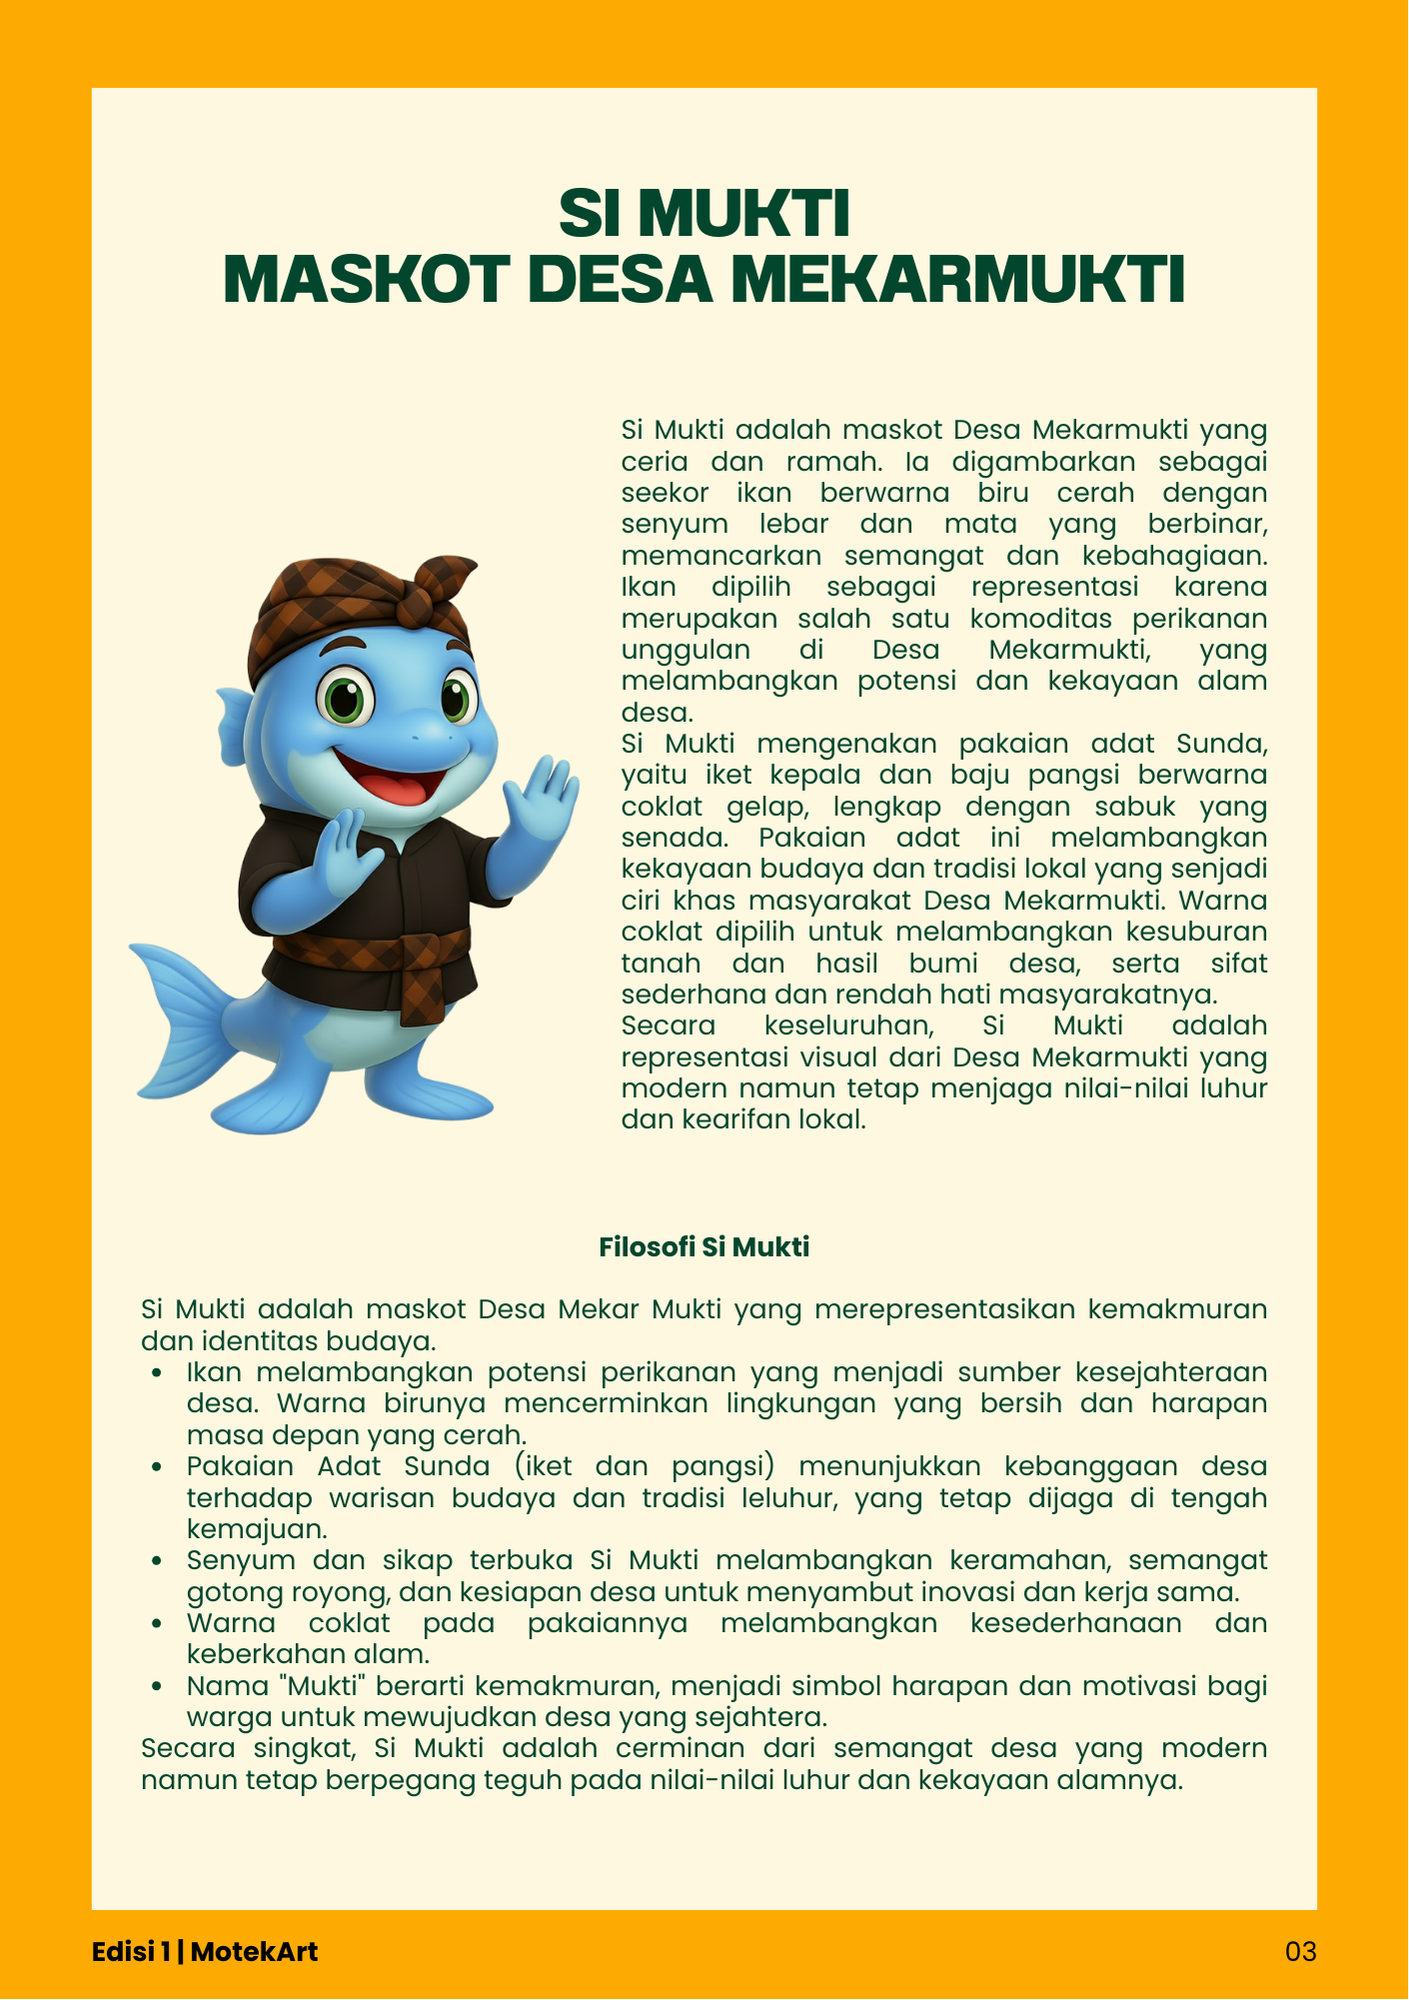 SI MUKTI
MASKOT DESA MEKARMUKTI
Si Mukti adalah maskot Desa Mekarmukti yang
ceria dan ramah. Ia digambarkan sebagai
seekor ikan berwarna biru cerah dengan
senyum lebar dan mata yang berbinar,
memancarkan semangat dan kebahagiaan.
Ikan dipilih sebagai representasi karena
merupakan salah satu komoditas perikanan
unggulan di Desa Mekarmukti, yang
melambangkan potensi dan kekayaan alam
desa.
Si Mukti mengenakan pakaian adat Sunda,
yaitu iket kepala dan baju pangsi berwarna
coklat gelap, lengkap dengan sabuk yang
senada. Pakaian adat ini melambangkan
kekayaan budaya dan tradisi lokal yang senjadi
ciri khas masyarakat Desa Mekarmukti. Warna
coklat dipilih untuk melambangkan kesuburan
tanah dan hasil bumi desa, serta sifat
sederhana dan rendah hati masyarakatnya.
Secara keseluruhan, Si Mukti adalah
representasi visual dari Desa Mekarmukti yang
modern namun tetap menjaga nilai-nilai luhur
dan kearifan lokal.
Filosofi Si Mukti
Si Mukti adalah maskot Desa Mekar Mukti yang merepresentasikan kemakmuran
dan identitas budaya.
• Ikan melambangkan potensi perikanan yang menjadi sumber kesejahteraan
desa. Warna birunya mencerminkan lingkungan yang bersih dan harapan
masa depan yang cerah.
• Pakaian Adat Sunda (iket dan pangsi) menunjukkan kebanggaan desa
terhadap warisan budaya dan tradisi leluhur, yang tetap dijaga di tengah
kemajuan.
• Senyum dan sikap terbuka Si Mukti melambangkan keramahan, semangat
gotong royong, dan kesiapan desa untuk menyambut inovasi dan kerja sama.
• Warna coklat pada pakaiannya melambangkan kesederhanaan dan
keberkahan alam.
• Nama "Mukti" berarti kemakmuran, menjadi simbol harapan dan motivasi bagi
warga untuk mewujudkan desa yang sejahtera.
Secara singkat, Si Mukti adalah cerminan dari semangat desa yang modern
namun tetap berpegang teguh pada nilai-nilai luhur dan kekayaan alamnya.
Edisi 1 | MotekArt
03